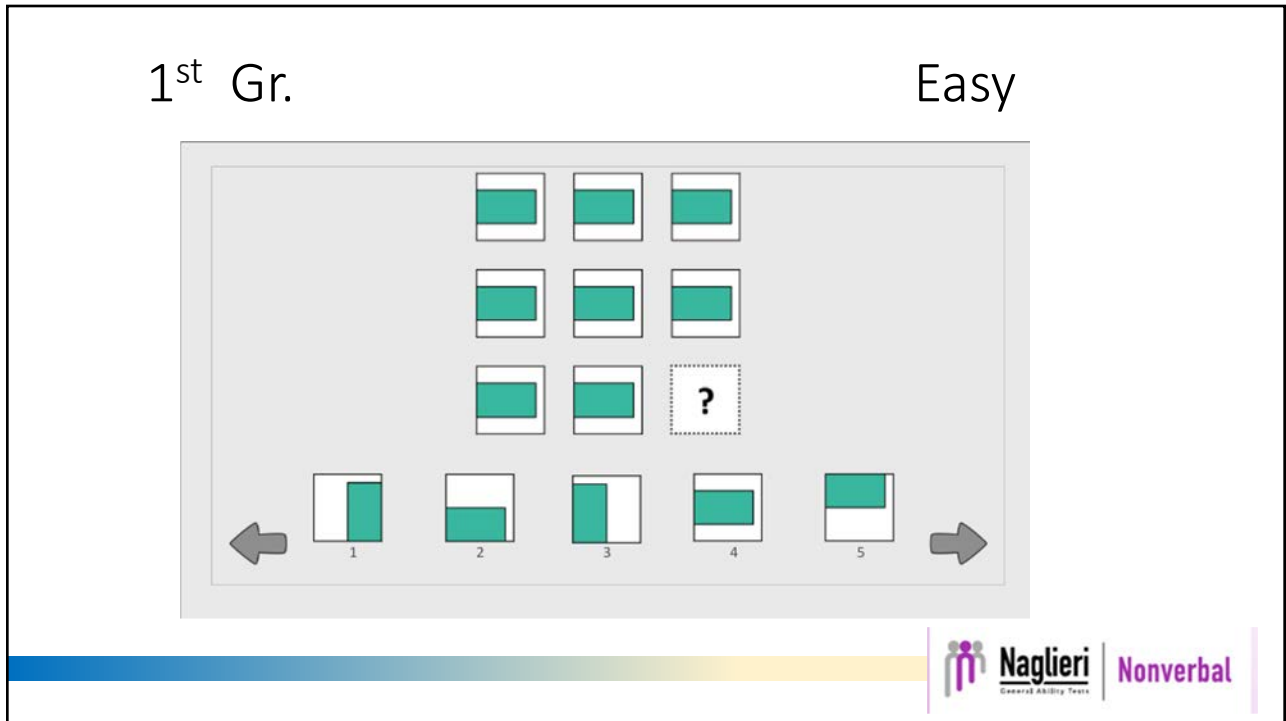 1st Gr. Easy
?
1 2 3 4 5
Naglieri | Nonverbal
General Ability Tests